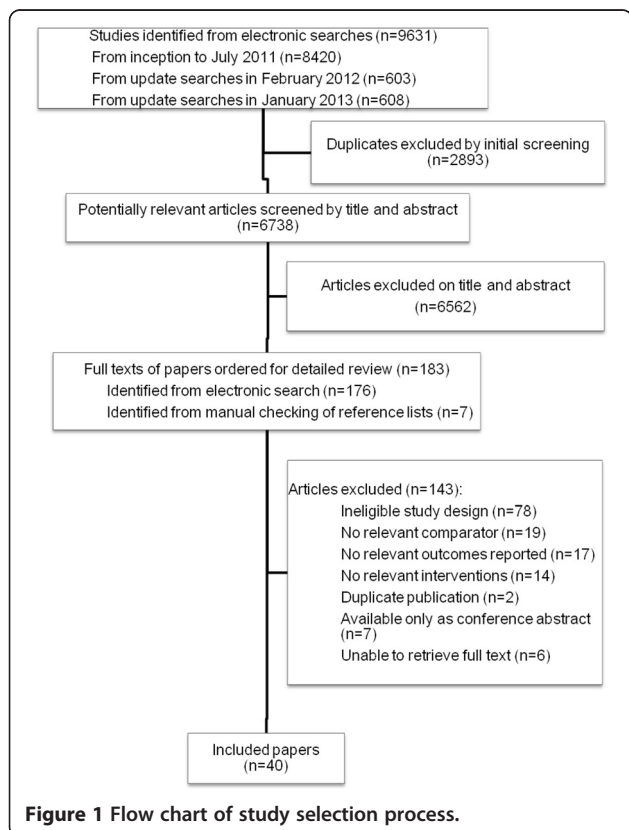 Studies identified from electronic searches (n=9631)
From inception to July 2011 (n=8420)
From update searches in February 2012 (n=603)
From update searches in January 2013 (n=608)
Duplicates excluded by initial screening
(n=2893)
Potentially relevant articles screened by title and abstract
(n=6738)
Articles excluded on title and abstract
(n=6562)
Full texts of papers ordered for detailed review (n=183)
Identified from electronic search (n=176)
Identified from manual checking of reference lists (n=7)
Articles excluded (n=143):
Ineligible study design (n=78)
No relevant comparator (n=19)
No relevant outcomes reported (n=17)
No relevant interventions (n=14)
Duplicate publication (n=2)
Available only as conference abstract
(n=7)
Unable to retrieve full text (n=6)
Included papers
(n=40)
Figure 1 Flow chart of study selection process.